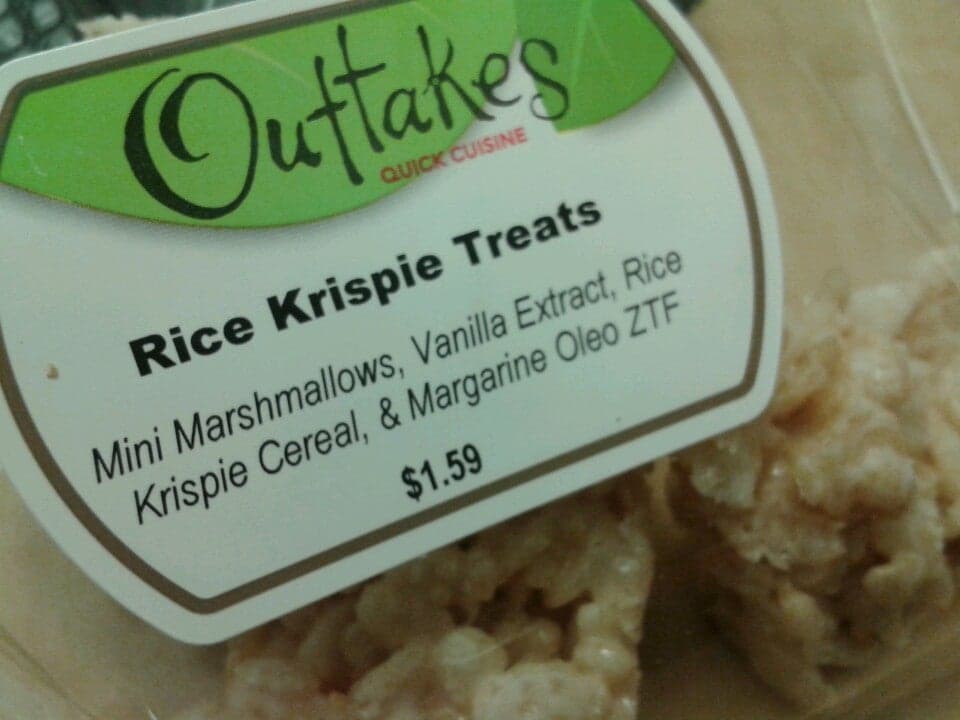 Outtakes
QUICK CUISINE
Rice Krispie Treats
Mini Marshmallows, Vanilla Extract, Rice
Krispie Cereal, & Margarine Oleo ZTF
$1.59